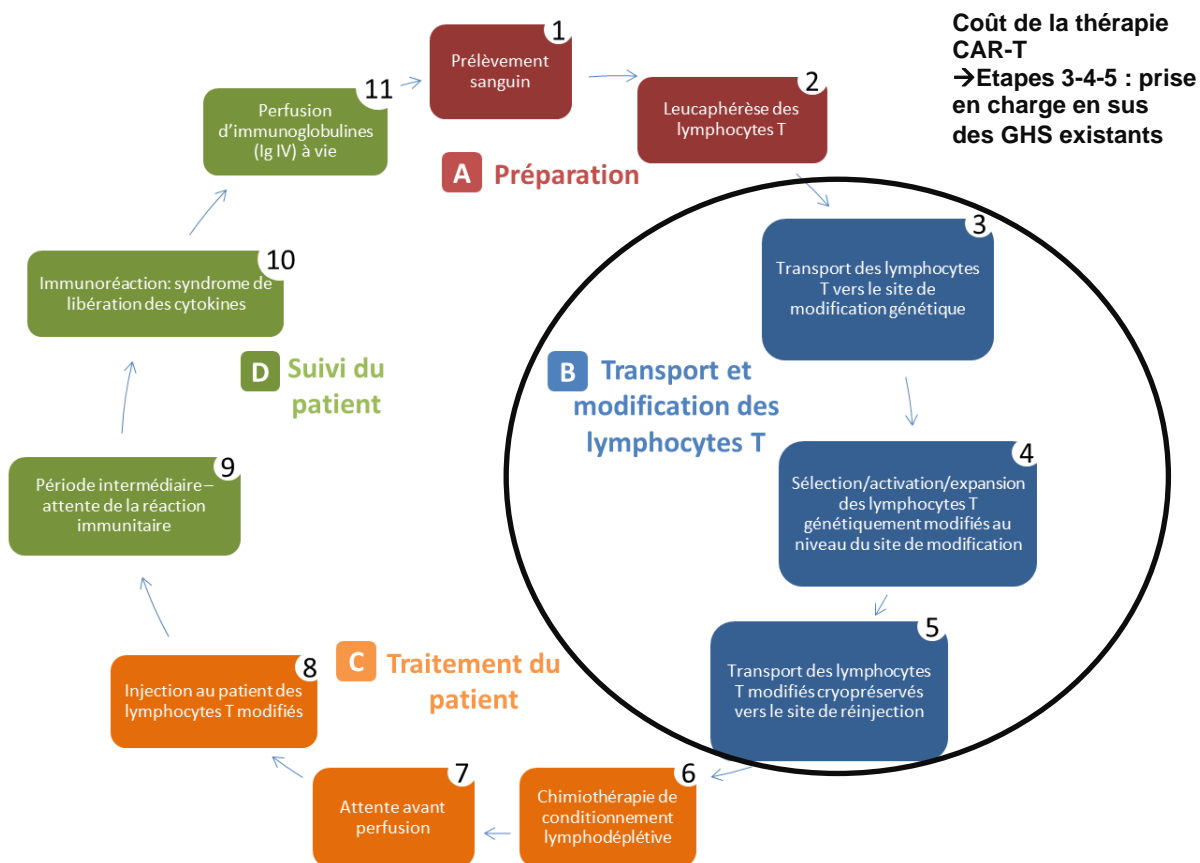 Coût de la thérapie
CAR-T
→Etapes 3-4-5 : prise
en charge en sus
des GHS existants
1
Prélèvement
sanguin
2
Leucaphérèse des
lymphocytes T
A Préparation
3
Transport des lymphocytes
T vers le site de
modification génétique
B Transport et
modification des
lymphocytes T
4
Sélection/activation/expansion
des lymphocytes T
génétiquement modifiés au
niveau du site de modification
5
Transport des lymphocytes
T modifiés cryopréservés
vers le site de réinjection
6
Chimiothérapie de
conditionnement
lymphodéplétive
7
Attente avant
perfusion
C Traitement du
patient
8
Injection au patient des
lymphocytes T modifiés
9
Période intermédiaire –
attente de la réaction
immunitaire
D Suivi du
patient
10
Immunoréaction: syndrome de
libération des cytokines
11
Perfusion
d'immunoglobulines
(Ig IV) à vie